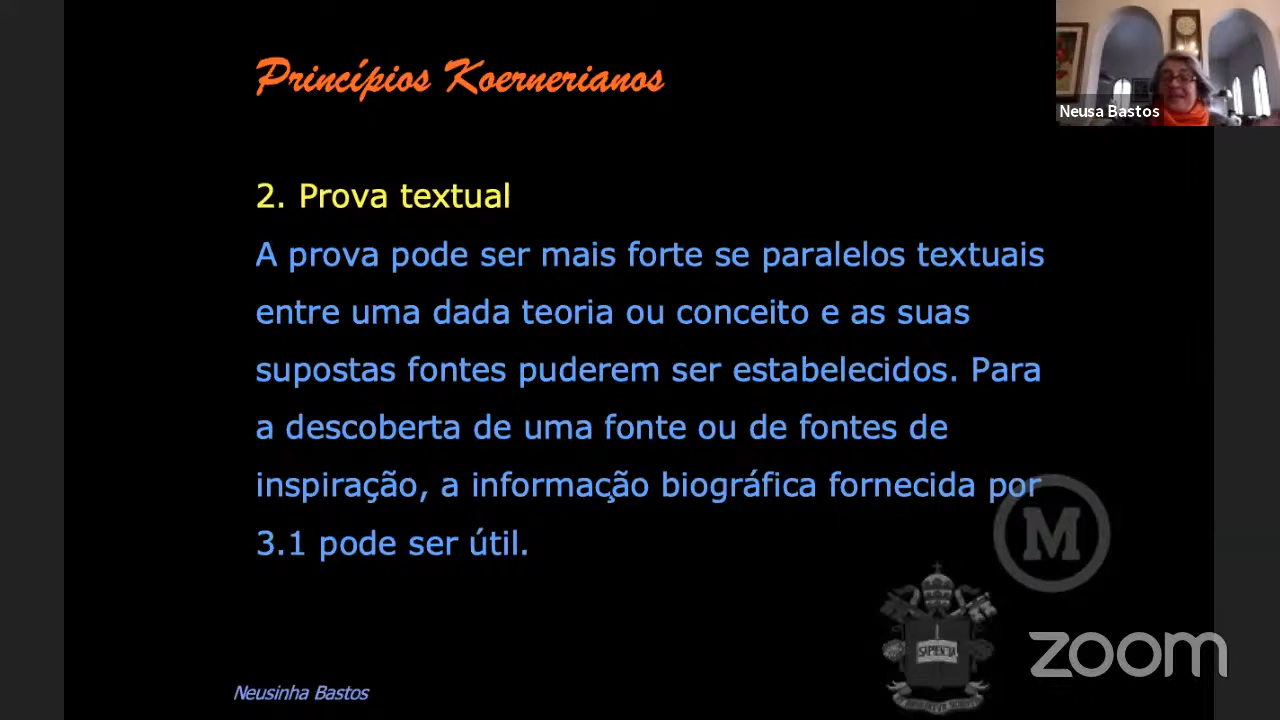 Princípios Koernerianos
Neusa Bastos
2. Prova textual
A prova pode ser mais forte se paralelos textuais
entre uma dada teoria ou conceito e as suas
supostas fontes puderem ser estabelecidos. Para
a descoberta de uma fonte ou de fontes de
inspiração, a informação biográfica fornecida por
3.1 pode ser útil.
M
SAPIENTIA
zoom
Neusinha Bastos